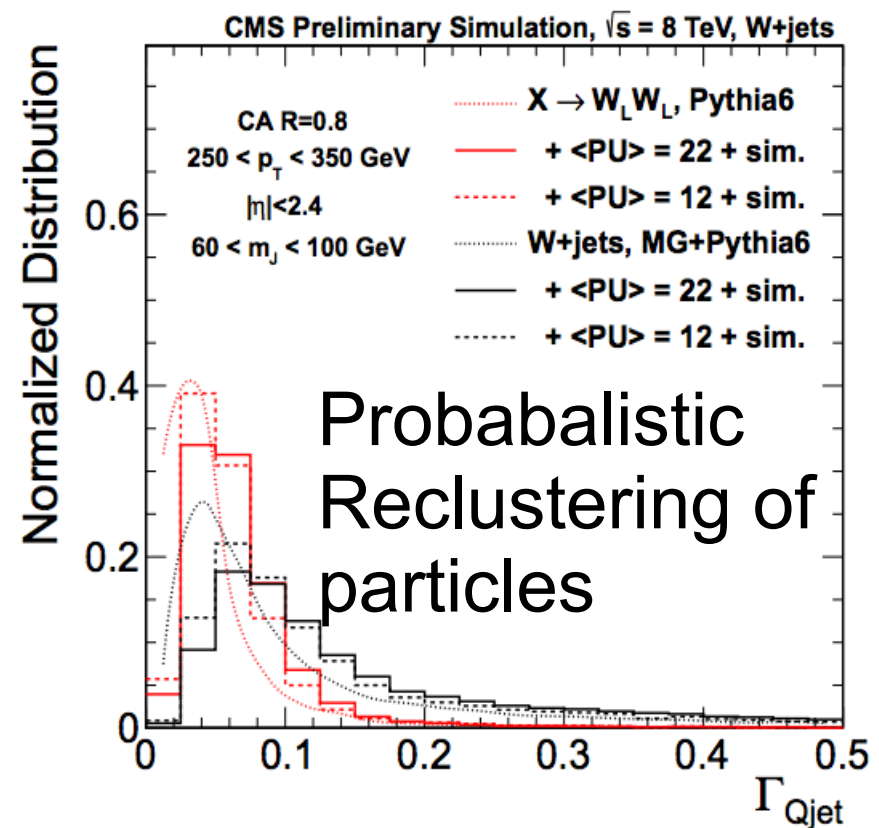 CMS Preliminary Simulation, √s = 8 TeV, W+jets
Normalized Distribution
CA R=0.8
250 < p_T < 350 GeV
|η|<2.4
60 < m_J < 100 GeV
X → W_L W_L, Pythia6
+ <PU> = 22 + sim.
+ <PU> = 12 + sim.
W+jets, MG+Pythia6
+ <PU> = 22 + sim.
+ <PU> = 12 + sim.
Probabalistic
Reclustering of
particles
0.6
0.4
0.2
0
0 0.1 0.2 0.3 0.4 0.5
Γ_Qjet